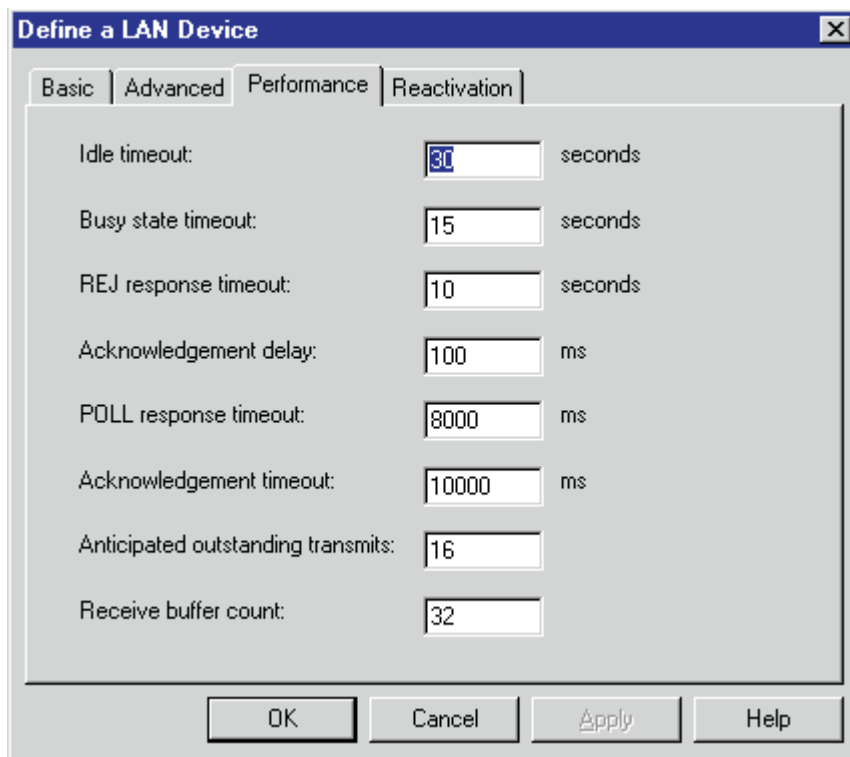 Define a LAN Device
Basic Advanced Performance Reactivation
Idle timeout: 30 seconds
Busy state timeout: 15 seconds
REJ response timeout: 10 seconds
Acknowledgement delay: 100 ms
POLL response timeout: 8000 ms
Acknowledgement timeout: 10000 ms
Anticipated outstanding transmits: 16
Receive buffer count: 32
OK Cancel Apply Help